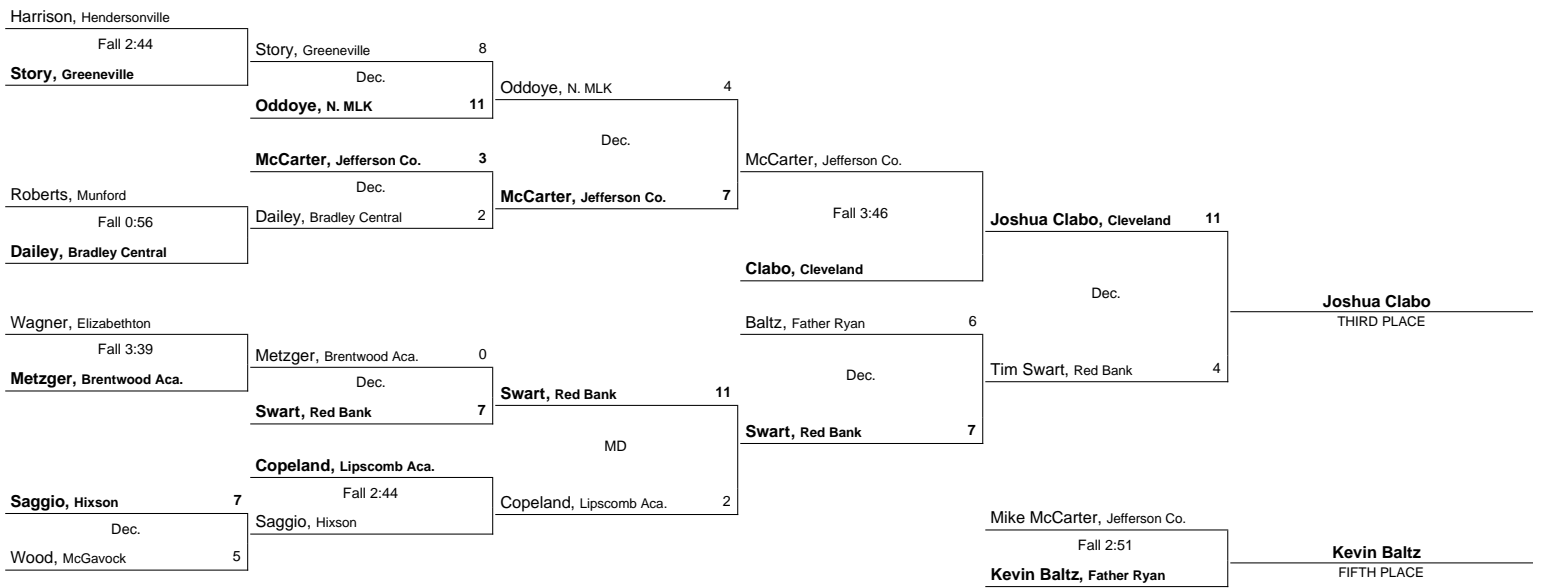 Harrison, Hendersonville
Fall 2:44
Story, Greeneville
Story, Greeneville 8
Dec.
Oddoye, N. MLK 11
Oddoye, N. MLK 4
Dec.
McCarter, Jefferson Co. 7
McCarter, Jefferson Co. 3
Dec.
Dailey, Bradley Central 2
Roberts, Munford
Fall 0:56
Dailey, Bradley Central
McCarter, Jefferson Co.
Fall 3:46
Clabo, Cleveland
Joshua Clabo, Cleveland 11
Dec.
Tim Swart, Red Bank 4
Joshua Clabo
THIRD PLACE
Wagner, Elizabethton
Fall 3:39
Metzger, Brentwood Aca.
Metzger, Brentwood Aca. 0
Dec.
Swart, Red Bank 7
Swart, Red Bank 11
MD
Copeland, Lipscomb Aca. 2
Baltz, Father Ryan 6
Dec.
Swart, Red Bank 7
Copeland, Lipscomb Aca.
Fall 2:44
Saggio, Hixson
Saggio, Hixson 7
Dec.
Wood, McGavock 5
Mike McCarter, Jefferson Co.
Fall 2:51
Kevin Baltz, Father Ryan
Kevin Baltz
FIFTH PLACE